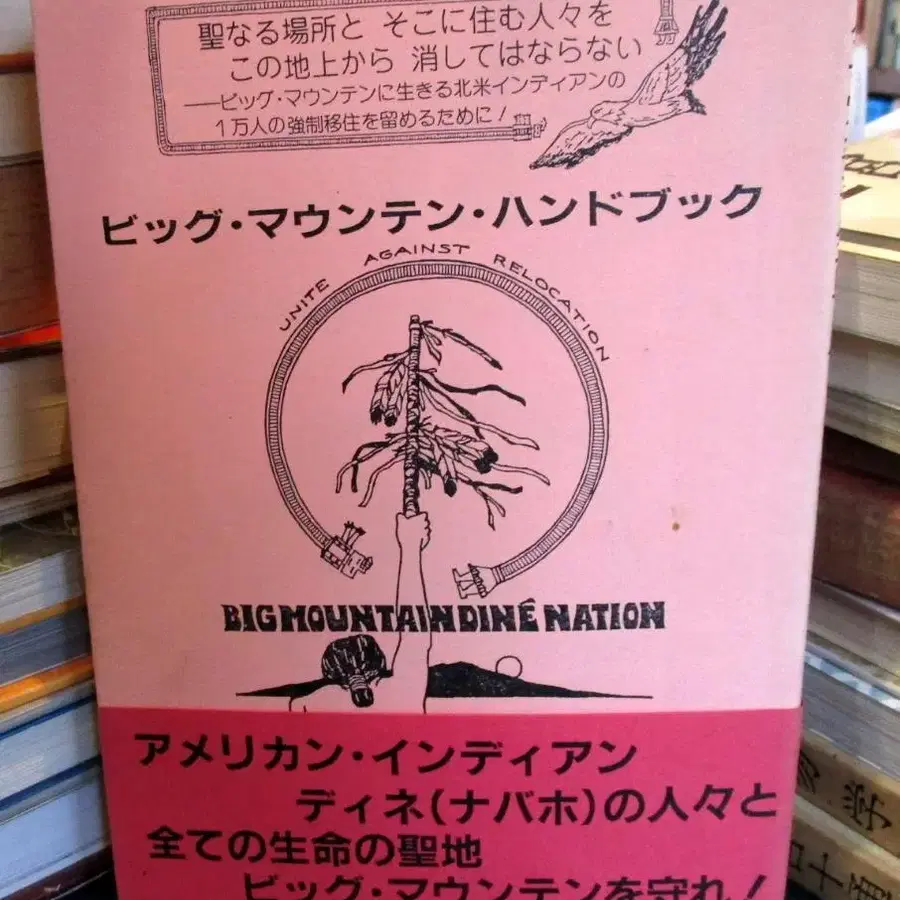 聖なる場所と そこに住む人々を
この地上から 消してはならない
——ビッグ・マウンテンに生きる北米インディアンの
1万人の強制移住を留めるために!
ビッグ・マウンテン・ハンドブック
UNITE AGAINST RELOCATION
BIG MOUNTAIN DINÉ NATION
アメリカン・インディアン
ディネ(ナバホ)の人々と
全ての生命の聖地
ビッグ・マウンテンを守れ!